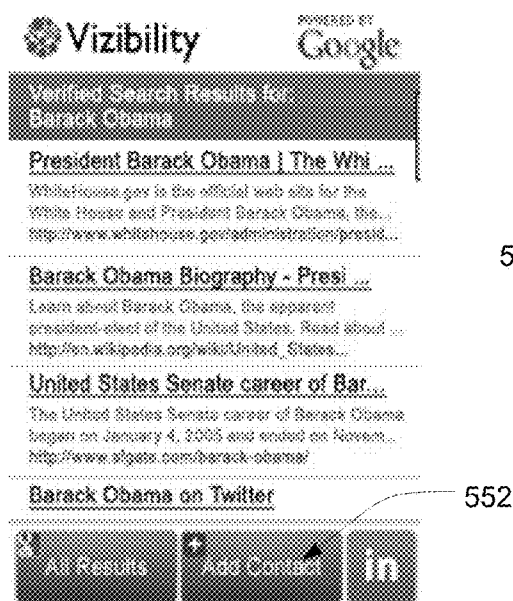 Vizibility
POWERED BY
Google
Verified Search Results for:
Barack Obama
President Barack Obama | The Whi ...
WhiteHouse.gov is the official web site for the
White House and President Barack Obama, the...
http://www.whitehouse.gov/administration/presid...
5
Barack Obama Biography - Presi ...
Learn about Barack Obama, the apparent
president-elect of the United States. Read about ...
http://en.wikipedia.org/wiki/United_States...
United States Senate career of Bar...
The United States Senate career of Barack Obama
began on January 4, 2005 and ended on Novem...
http://www.afgate.com/barack-obama/
Barack Obama on Twitter
552
All Results
Add Contact
in